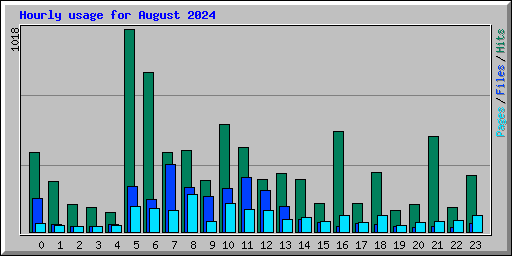 Hourly usage for August 2024
1018
Pages/Files/Hits
0 1 2 3 4 5 6 7 8 9 10 11 12 13 14 15 16 17 18 19 20 21 22 23